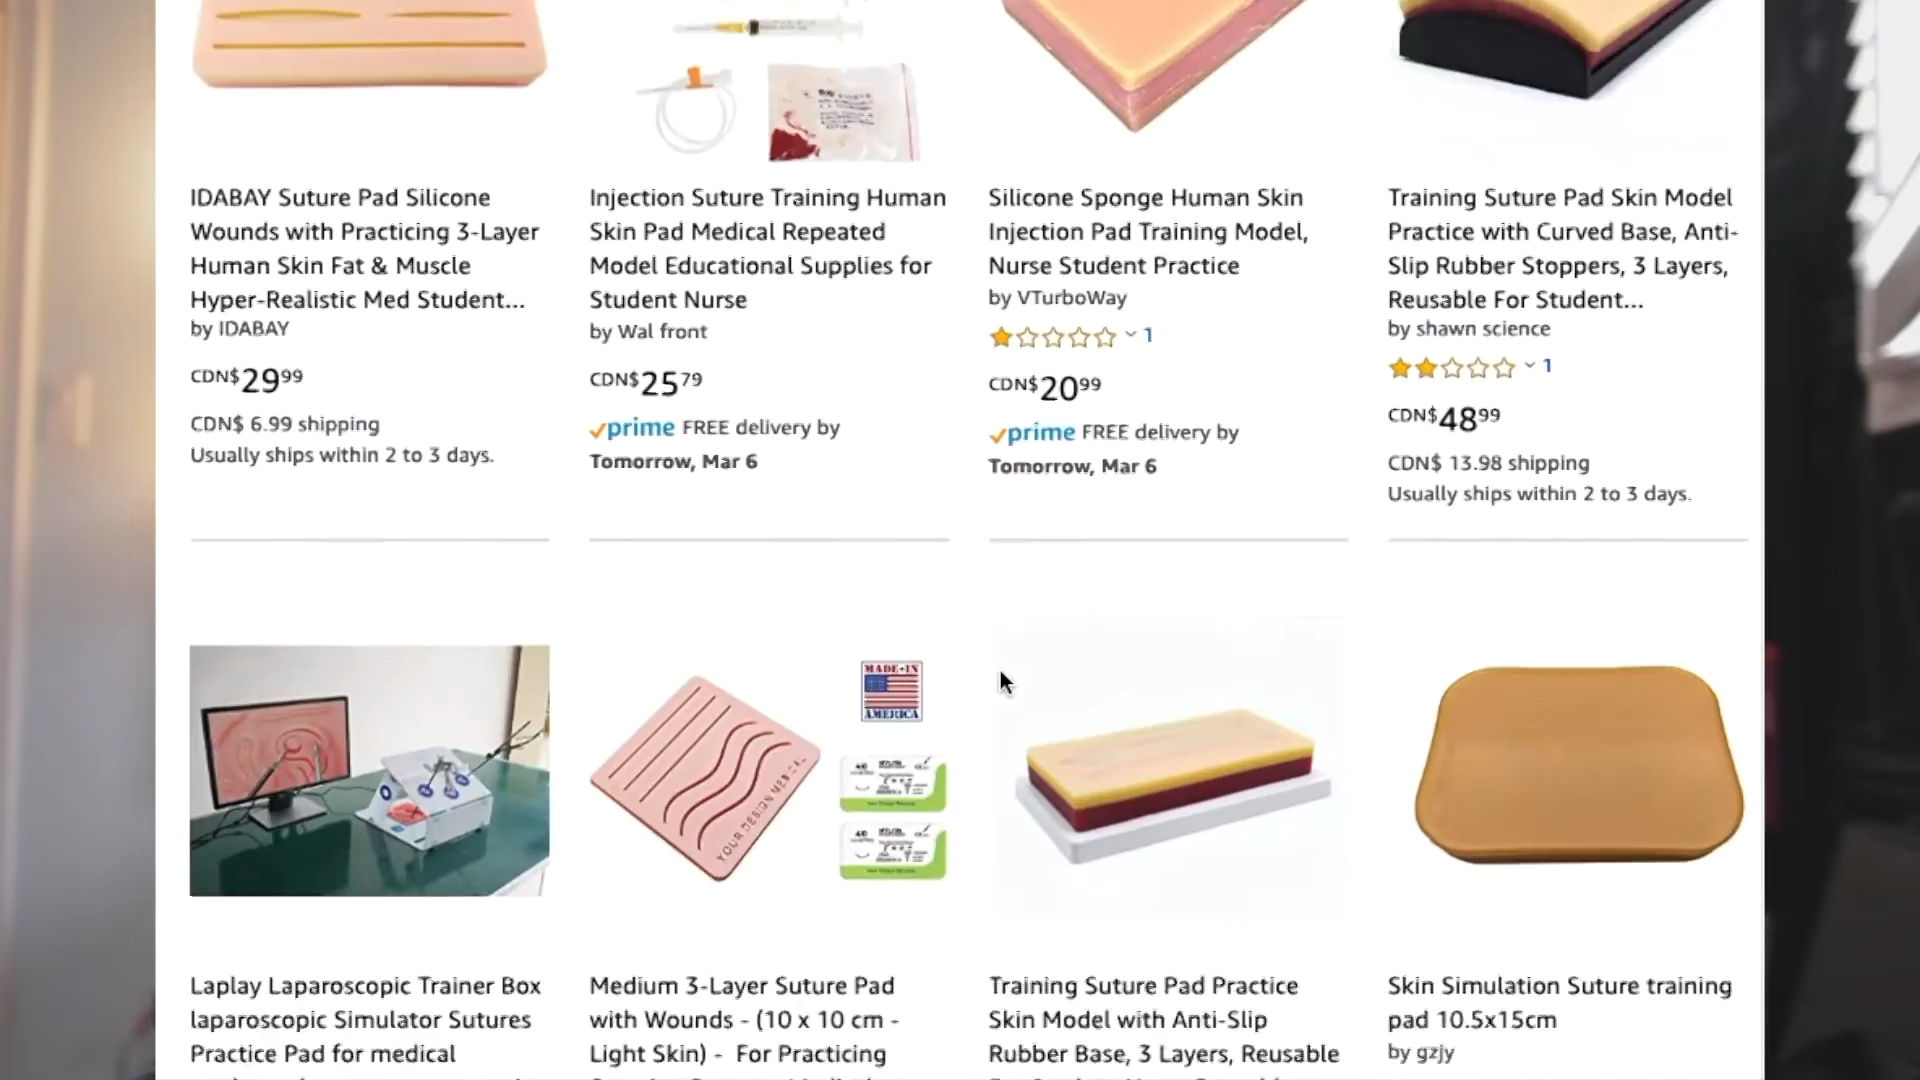 IDABAY Suture Pad Silicone
Wounds with Practicing 3-Layer
Human Skin Fat & Muscle
Hyper-Realistic Med Student...
by IDABAY
CDN$ 29 99
CDN$ 6.99 shipping
Usually ships within 2 to 3 days.
Injection Suture Training Human
Skin Pad Medical Repeated
Model Educational Supplies for
Student Nurse
by Wal front
CDN$ 25 79
prime FREE delivery by
Tomorrow, Mar 6
Silicone Sponge Human Skin
Injection Pad Training Model,
Nurse Student Practice
by VTurboWay
1
CDN$ 20 99
prime FREE delivery by
Tomorrow, Mar 6
Training Suture Pad Skin Model
Practice with Curved Base, Anti-
Slip Rubber Stoppers, 3 Layers,
Reusable For Student...
by shawn science
1
CDN$ 48 99
CDN$ 13.98 shipping
Usually ships within 2 to 3 days.
MADE IN
AMERICA
4/0 NYLON
4/0 NYLON
YOUR DESIGN MEDICAL
Laplay Laparoscopic Trainer Box
laparoscopic Simulator Sutures
Practice Pad for medical
Medium 3-Layer Suture Pad
with Wounds - (10 x 10 cm -
Light Skin) - For Practicing
Training Suture Pad Practice
Skin Model with Anti-Slip
Rubber Base, 3 Layers, Reusable
Skin Simulation Suture training
pad 10.5x15cm
by gzjy